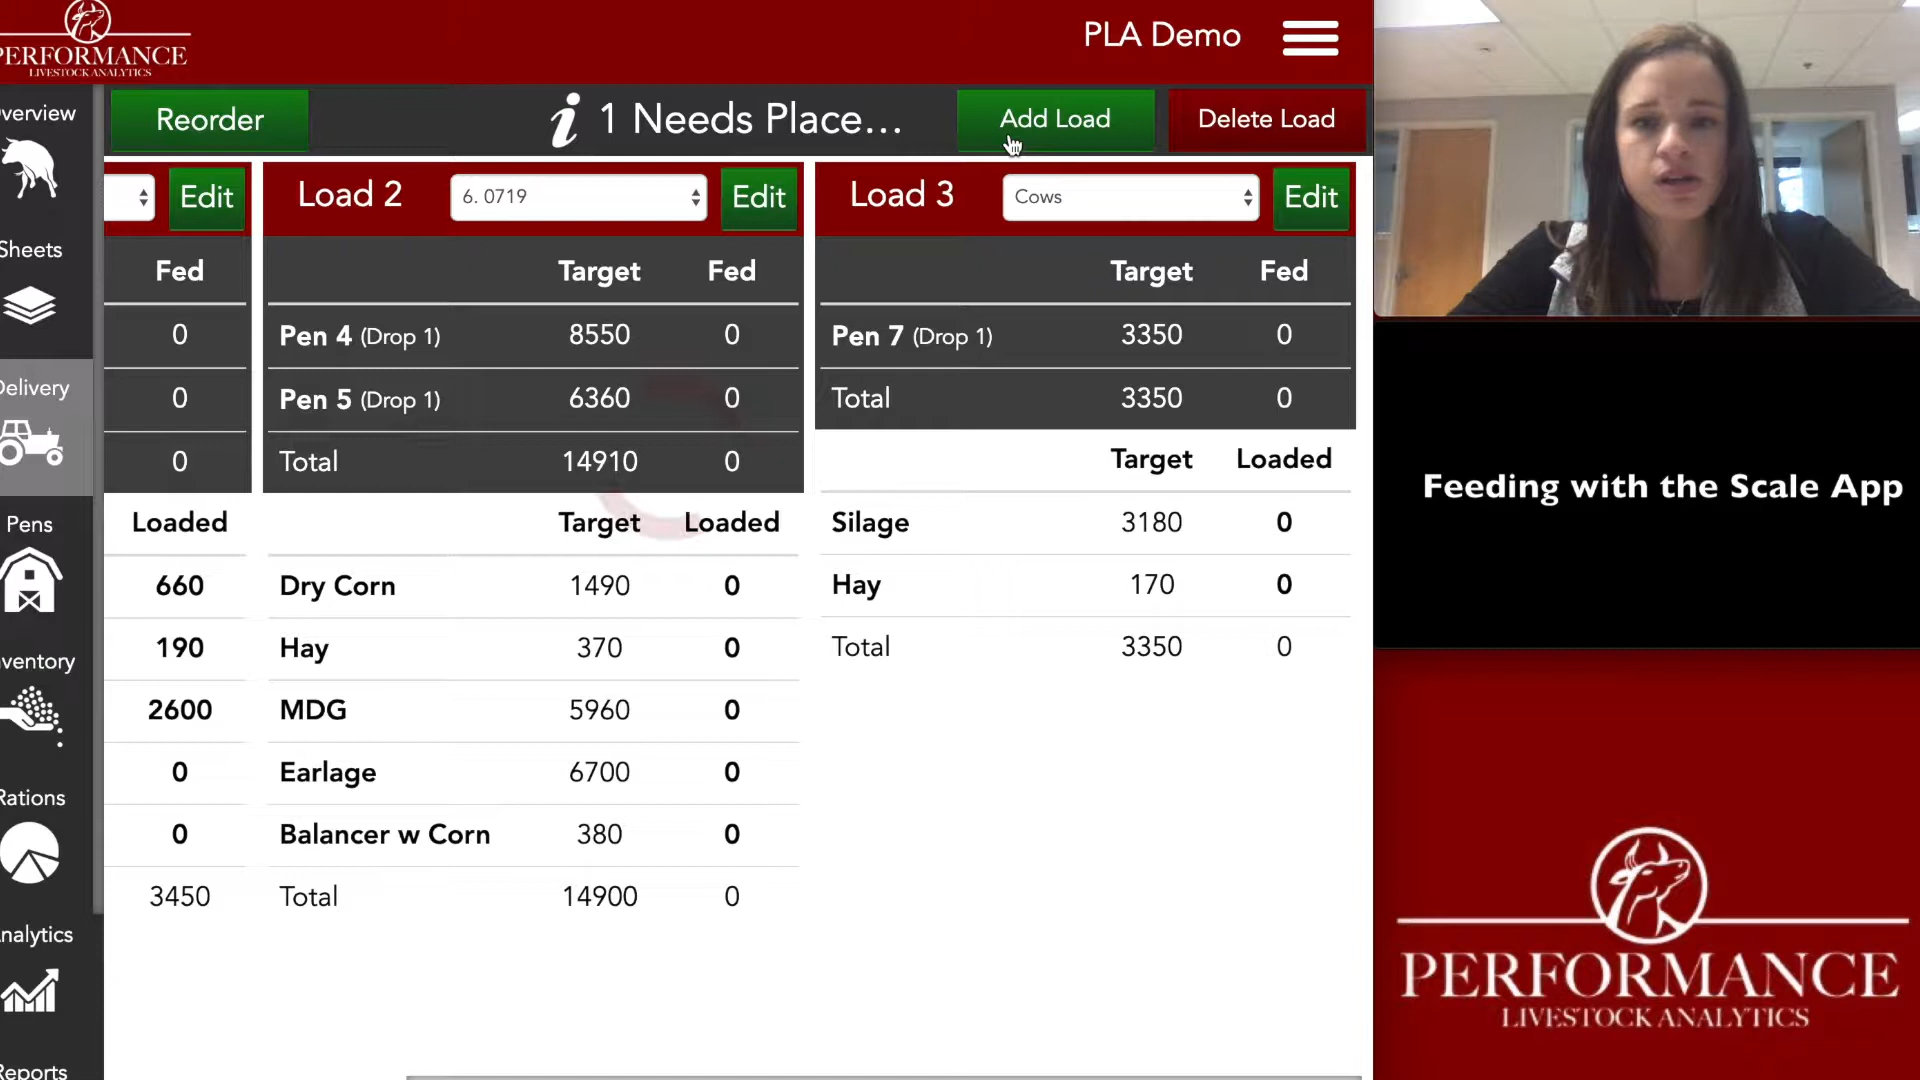 PERFORMANCE
LIVESTOCK ANALYTICS
PLA Demo
Reorder
i 1 Needs Place...
Add Load
Delete Load
verview
Sheets
Delivery
Pens
nventory
Rations
nalytics
Reports
Edit
Fed
0
0
0
Loaded
660
190
2600
0
0
3450
Load 2 6. 0719 Edit
Target Fed
Pen 4 (Drop 1) 8550 0
Pen 5 (Drop 1) 6360 0
Total 14910 0
Target Loaded
Dry Corn 1490 0
Hay 370 0
MDG 5960 0
Earlage 6700 0
Balancer w Corn 380 0
Total 14900 0
Load 3 Cows Edit
Target Fed
Pen 7 (Drop 1) 3350 0
Total 3350 0
Target Loaded
Silage 3180 0
Hay 170 0
Total 3350 0
Feeding with the Scale App
PERFORMANCE
LIVESTOCK ANALYTICS